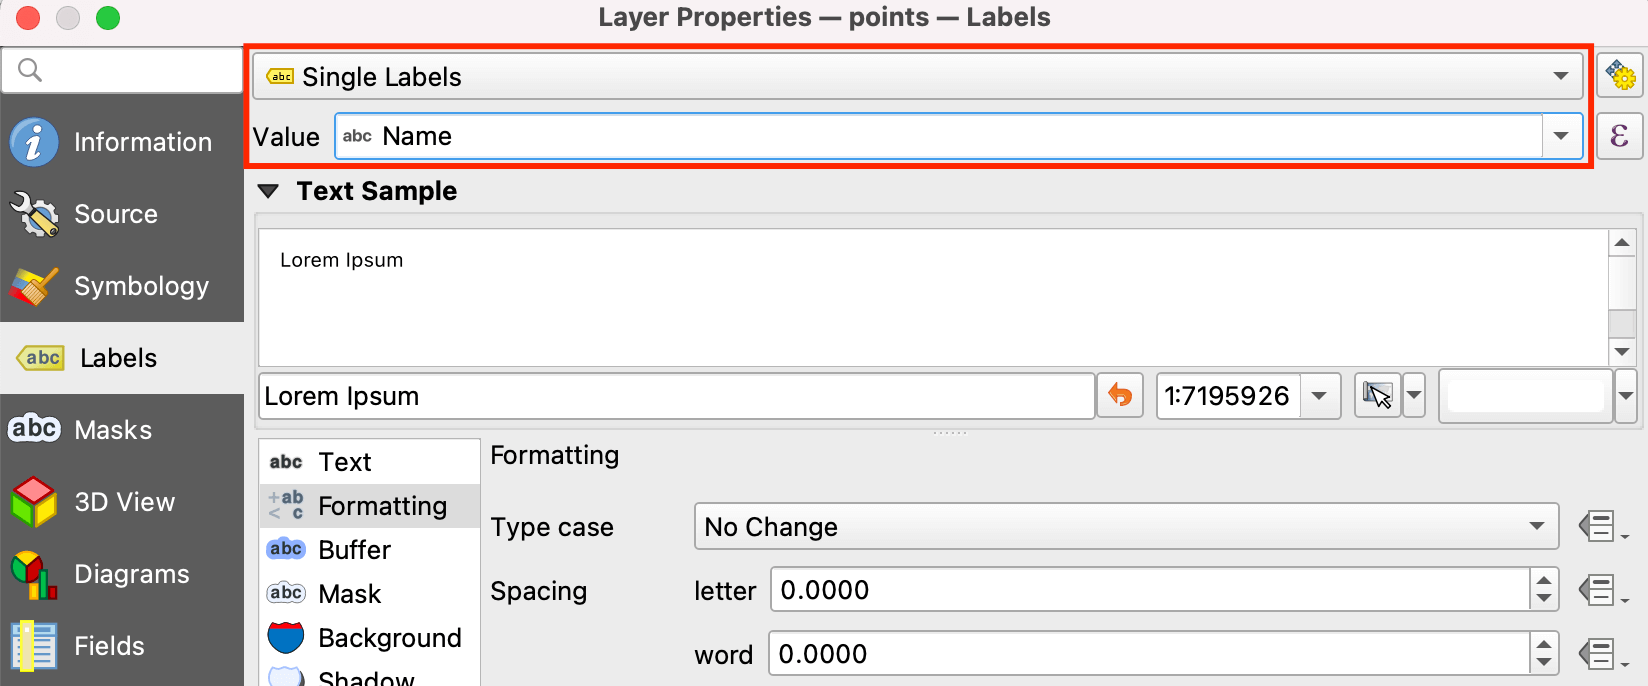 Layer Properties — points — Labels
abc Single Labels
Value abc Name
ε
Information
Source
Symbology
abc Labels
abc Masks
3D View
Diagrams
Fields
Text Sample
Lorem Ipsum
Lorem Ipsum 1:7195926
abc Text
+ab < c Formatting
abc Buffer
abc Mask
Background
Shadow
Formatting
Type case No Change
Spacing letter 0.0000
word 0.0000